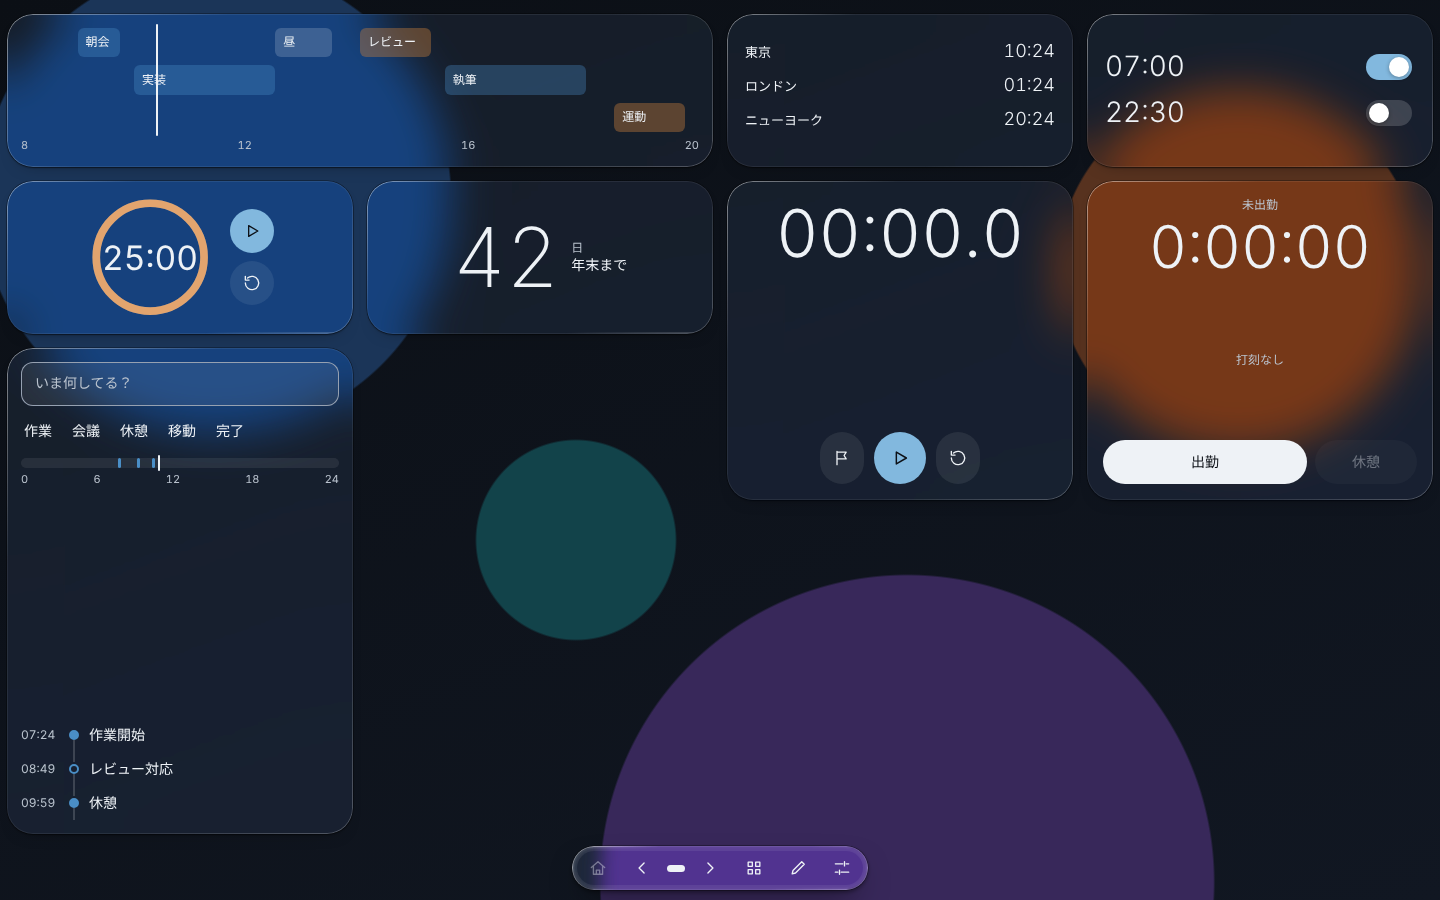 朝会
昼
レビュー
実装
執筆
運動
8 12 16 20
東京 10:24
ロンドン 01:24
ニューヨーク 20:24
07:00
22:30
25:00
42
日
年末まで
00:00.0
未出勤
0:00:00
打刻なし
出勤 休憩
いま何してる？
作業 会議 休憩 移動 完了
0 6 12 18 24
07:24 作業開始
08:49 レビュー対応
09:59 休憩